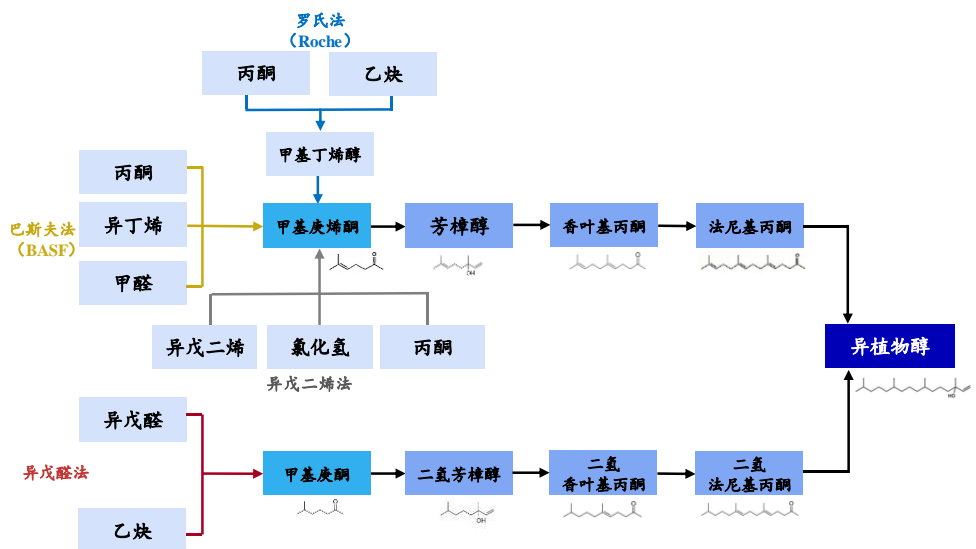 罗氏法
（Roche）
丙酮
乙炔
甲基丁烯醇
丙酮
异丁烯
甲醛
巴斯夫法
（BASF）
甲基庚烯酮
芳樟醇
香叶基丙酮
法尼基丙酮
O
OH
O
O
异戊二烯
氯化氢
丙酮
异戊二烯法
异植物醇
HO
异戊醛
异戊醛法
乙炔
甲基庚酮
二氢芳樟醇
二氢
香叶基丙酮
二氢
法尼基丙酮
O
OH
O
O